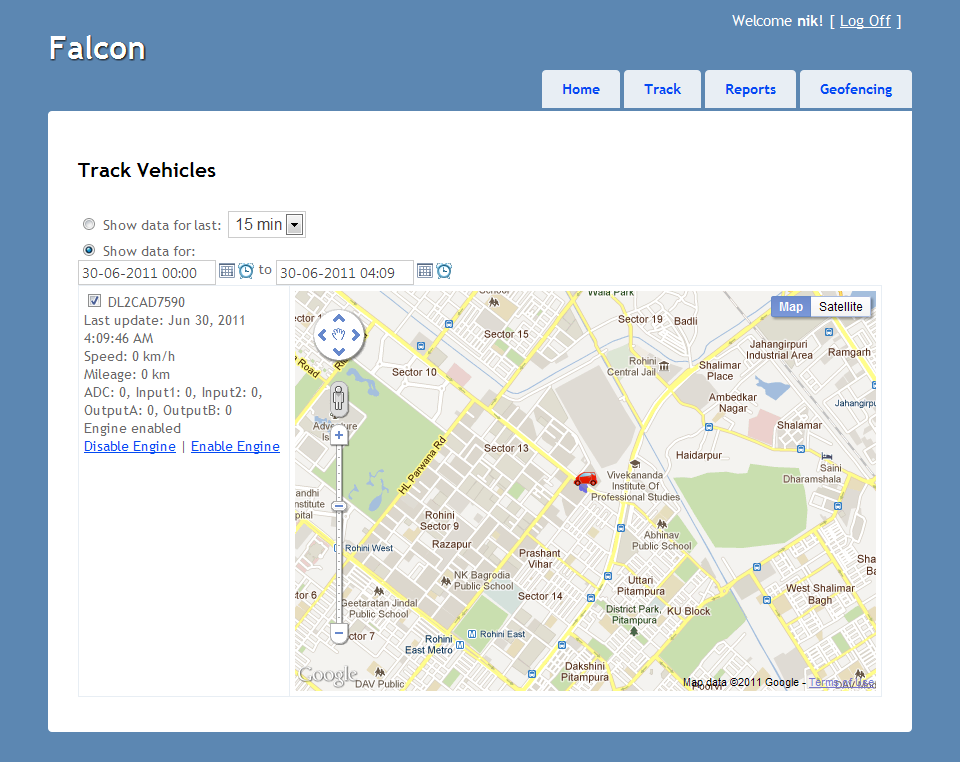 Welcome nik! [ Log Off ]
Falcon
Home Track Reports Geofencing
Track Vehicles
Show data for last: 15 min
Show data for:
30-06-2011 00:00 to 30-06-2011 04:09
DL2CAD7590
Last update: Jun 30, 2011
4:09:46 AM
Speed: 0 km/h
Mileage: 0 km
ADC: 0, Input1: 0, Input2: 0,
OutputA: 0, OutputB: 0
Engine enabled
Disable Engine | Enable Engine
Map Satellite
Wala Park
Sector 19
Badli
Sector 15
Jahangirpuri
Industrial Area
Ramgarh
Rohini
Central Jail
Shalimar
Place
Sector 10
Ambedkar
Nagar
Jahangirpu
Shalamar
Sector 13
HL Parwana Rd
Haidarpur
Saini
Dharamshala
Vivekananda
Institute Of
Professional Studies
Rohini
Sector 9
Razapur
Abhinav
Public School
Rohini West
Prashant
Vihar
NK Bagrodia
Public School
Uttari
Pitampura
West Shalimar
Bagh
Sector 14
Geetaratan Jindal
Public School
District Park,
Pitampura
KU Block
Rohini
East Metro
Rohini East
Dakshini
Pitampura
DAV Public
Google
Map data ©2011 Google - Terms of Use